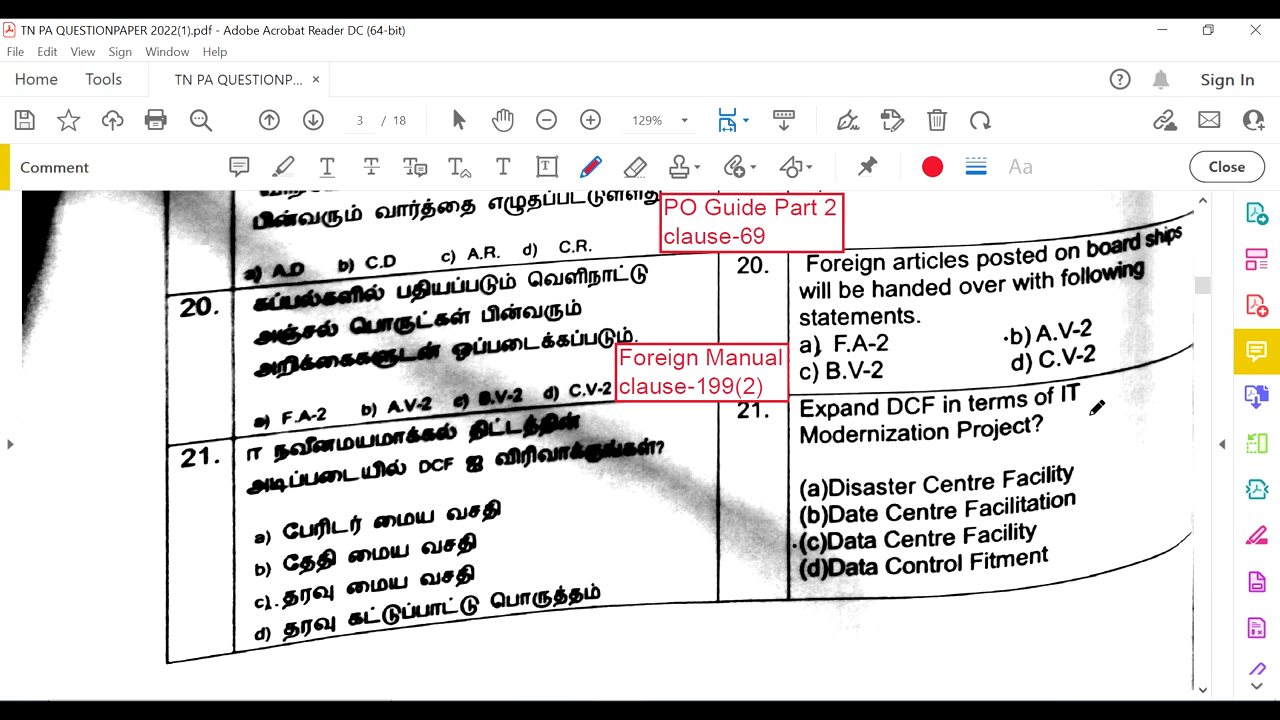 TN PA QUESTIONPAPER 2022(1).pdf - Adobe Acrobat Reader DC (64-bit)
File Edit View Sign Window Help
Home Tools TN PA QUESTIONP... × Sign In
3 / 18 129%
Comment Aa Close
பின்வரும் வார்த்தை எழுதப்பட்டுள்ளது
a) A.D b) C.D c) A.R. d) C.R.
PO Guide Part 2
clause-69
20. கப்பல்களில் பதியப்படும் வெளிநாட்டு
அஞ்சல் பொருட்கள் பின்வரும்
அறிக்கைகளுடன் ஒப்படைக்கப்படும்.
a) F.A-2 b) A.V-2 c) B.V-2 d) C.V-2
Foreign Manual
clause-199(2)
21. ா நவீனமயமாக்கல் திட்டத்தின்
அடிப்படையில் DCF ஐ விரிவாக்குங்கள்?
a) பேரிடர் மைய வசதி
b) தேதி மைய வசதி
c). தரவு மைய வசதி
d) தரவு கட்டுப்பாட்டு பொருத்தம்
20. Foreign articles posted on board ships
will be handed over with following
statements.
a) F.A-2 b) A.V-2
c) B.V-2 d) C.V-2
21. Expand DCF in terms of IT
Modernization Project?
(a)Disaster Centre Facility
(b)Date Centre Facilitation
(c)Data Centre Facility
(d)Data Control Fitment